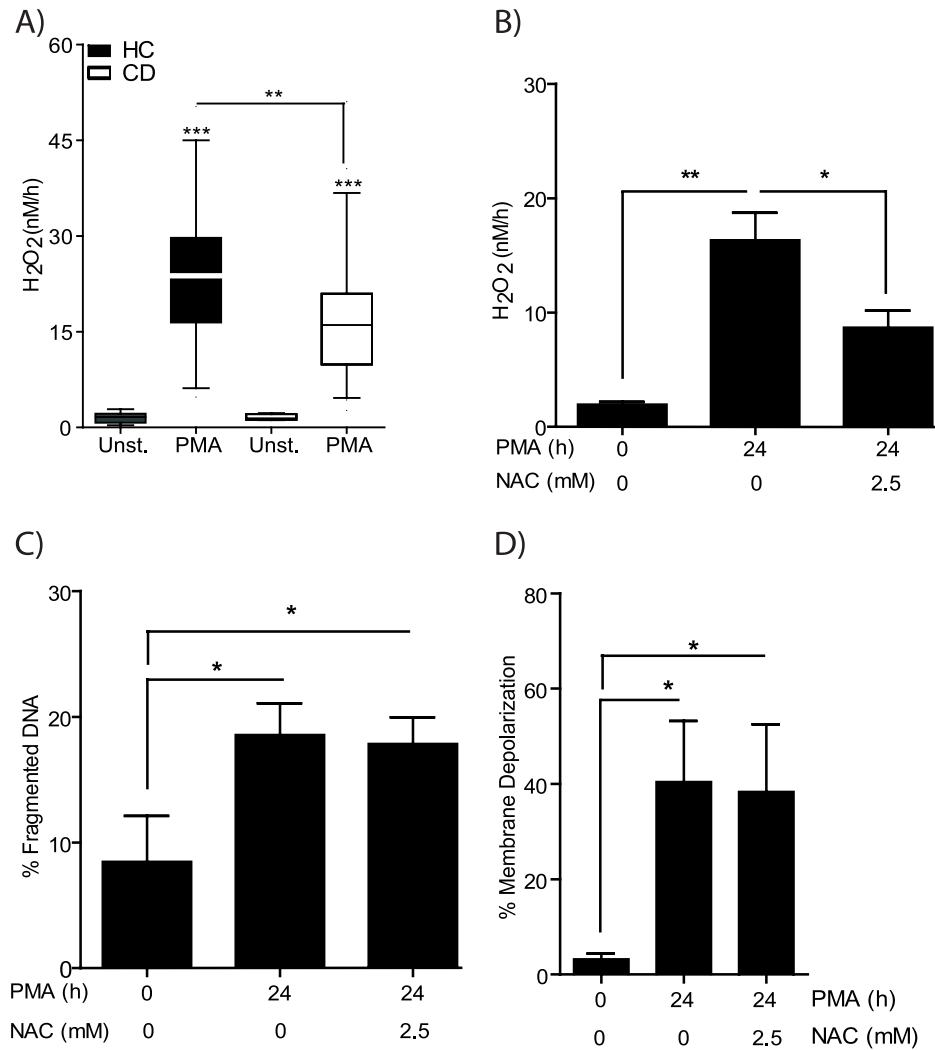 A)
HC
CD
60
45
30
15
0
H2O2 (nM/h)
**
***
***
Unst. PMA Unst. PMA
B)
30
20
10
0
H2O2 (nM/h)
**
*
PMA (h) 0 24 24
NAC (mM) 0 0 2.5
C)
30
20
10
0
% Fragmented DNA
*
*
PMA (h) 0 24 24
NAC (mM) 0 0 2.5
D)
80
60
40
20
0
% Membrane Depolarization
*
*
0 24 24 PMA (h)
0 0 2.5 NAC (mM)